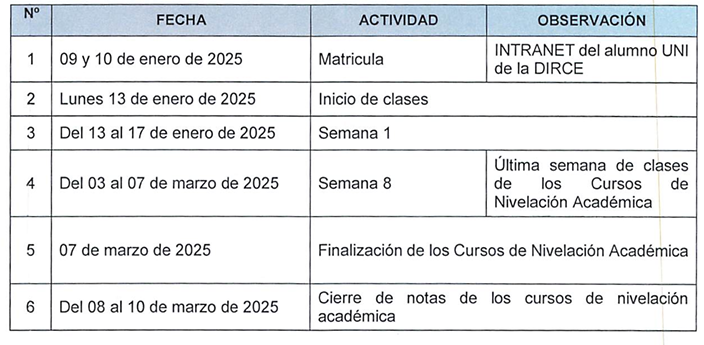 Nº FECHA ACTIVIDAD OBSERVACIÓN
1 09 y 10 de enero de 2025 Matricula INTRANET del alumno UNI
de la DIRCE
2 Lunes 13 de enero de 2025 Inicio de clases
3 Del 13 al 17 de enero de 2025 Semana 1
4 Del 03 al 07 de marzo de 2025 Semana 8 Última semana de clases
de los Cursos de
Nivelación Académica
5 07 de marzo de 2025 Finalización de los Cursos de Nivelación Académica
6 Del 08 al 10 de marzo de 2025 Cierre de notas de los cursos de nivelación
académica